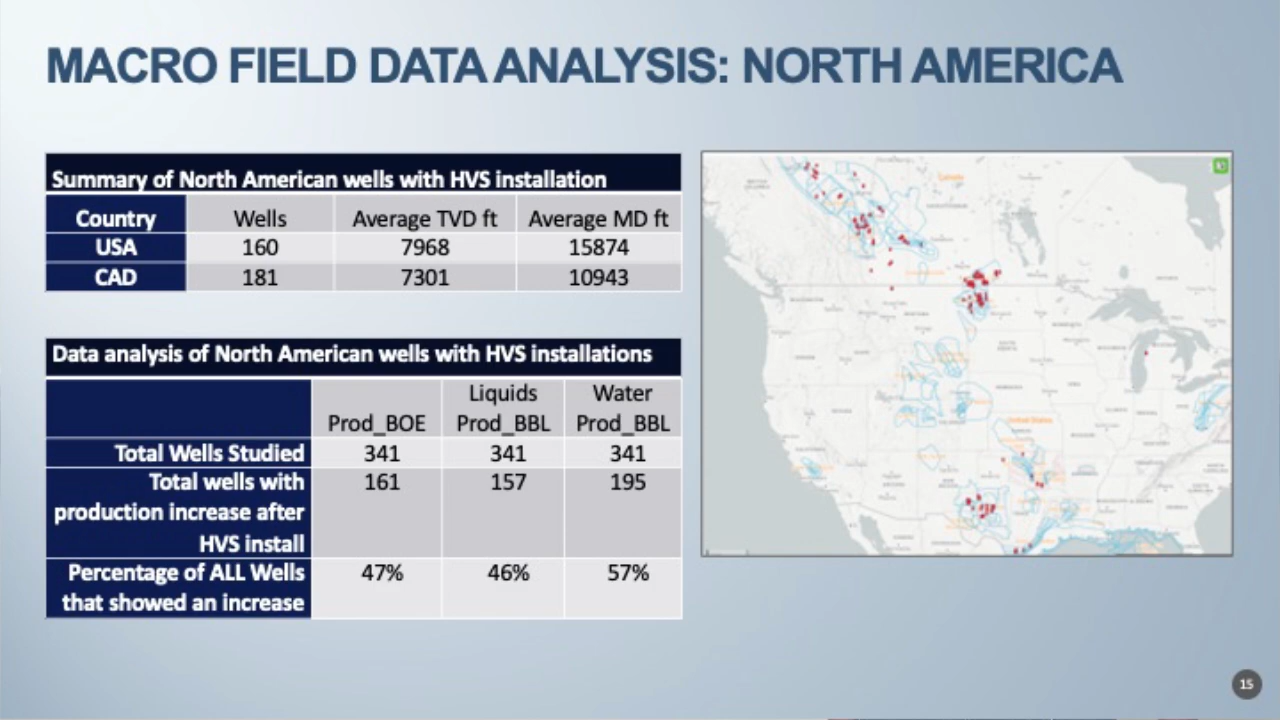 MACRO FIELD DATA ANALYSIS: NORTH AMERICA
Summary of North American wells with HVS installation
Country Wells Average TVD ft Average MD ft
USA 160 7968 15874
CAD 181 7301 10943
Data analysis of North American wells with HVS installations
Liquids Water
Prod_BOE Prod_BBL Prod_BBL
Total Wells Studied 341 341 341
Total wells with 161 157 195
production increase after
HVS install
Percentage of ALL Wells 47% 46% 57%
that showed an increase
Canada
United States
15